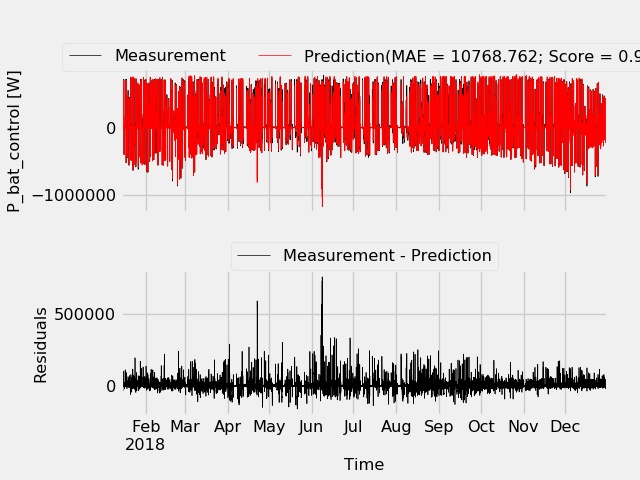 Measurement
Prediction(MAE = 10768.762; Score = 0.9
P_bat_control [W]
0
−1000000
Measurement - Prediction
Residuals
500000
0
Feb Mar Apr May Jun Jul Aug Sep Oct Nov Dec
2018
Time